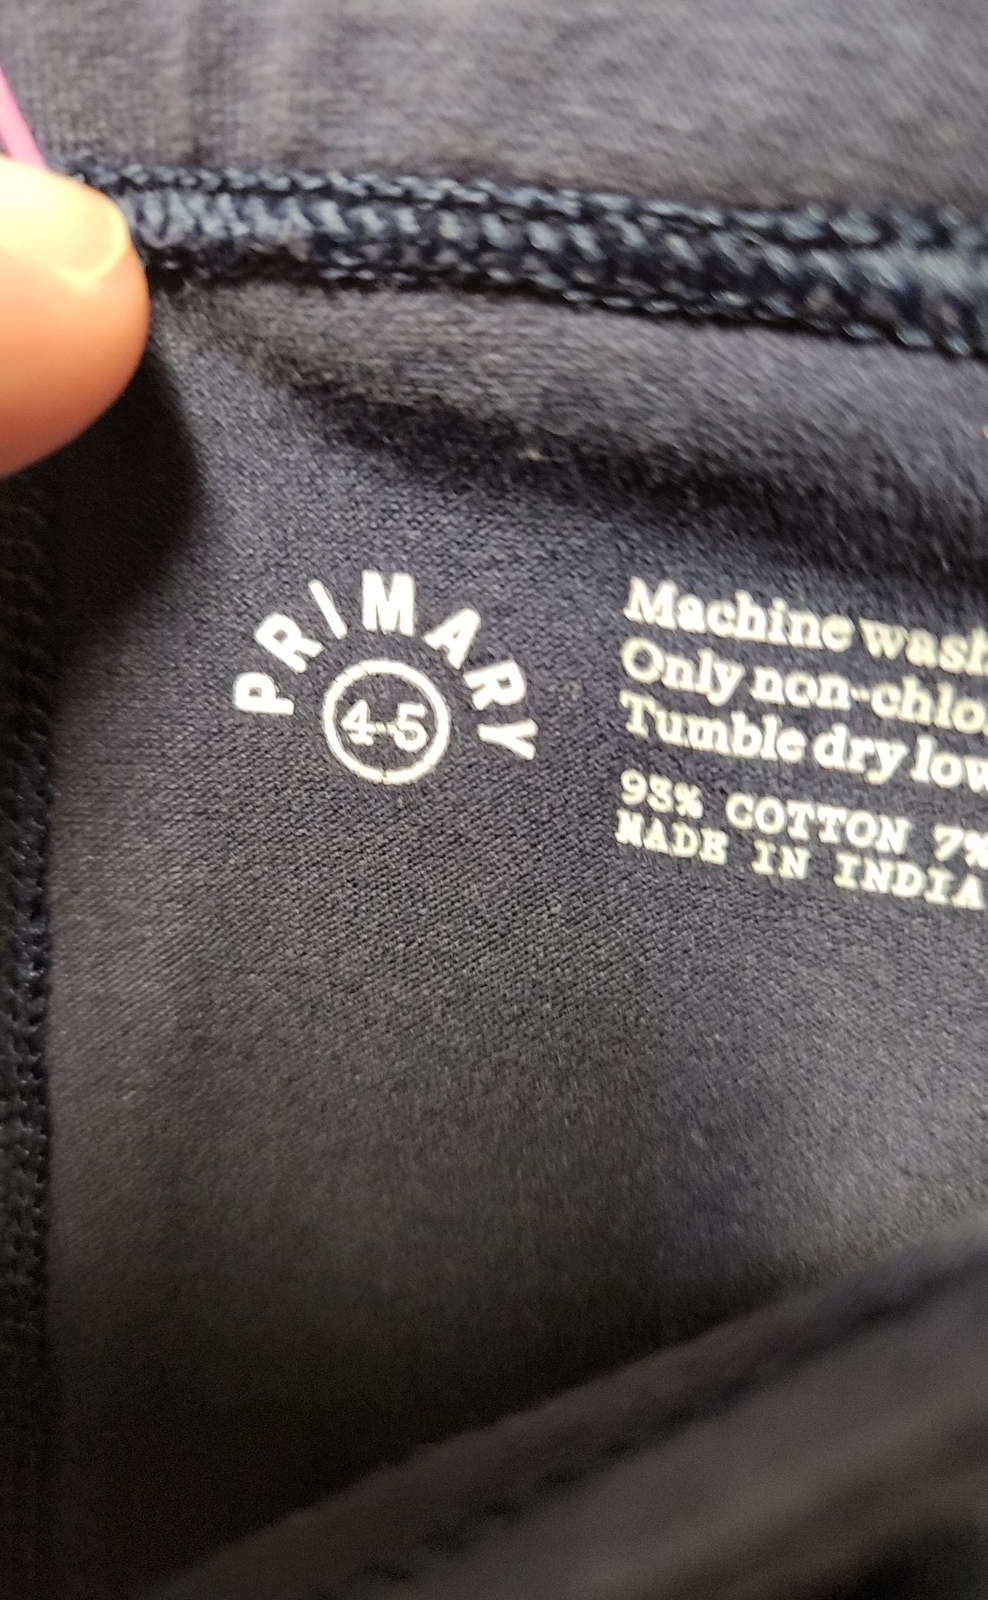 PRIMARY
4-5
Machine wash
Only non-chlo
Tumble dry low
93% COTTON 7%
MADE IN INDIA